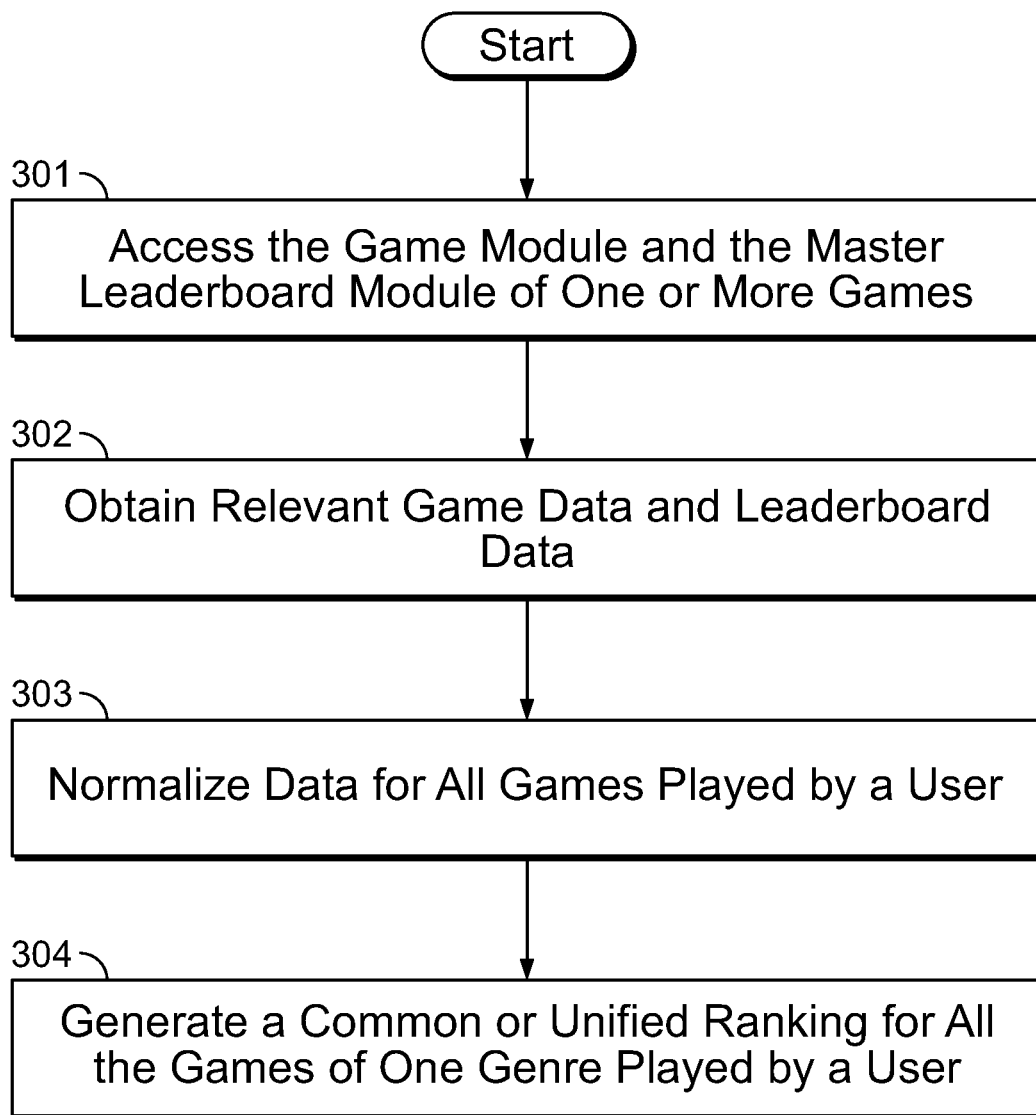 Start
301
Access the Game Module and the Master
Leaderboard Module of One or More Games
302
Obtain Relevant Game Data and Leaderboard
Data
303
Normalize Data for All Games Played by a User
304
Generate a Common or Unified Ranking for All
the Games of One Genre Played by a User